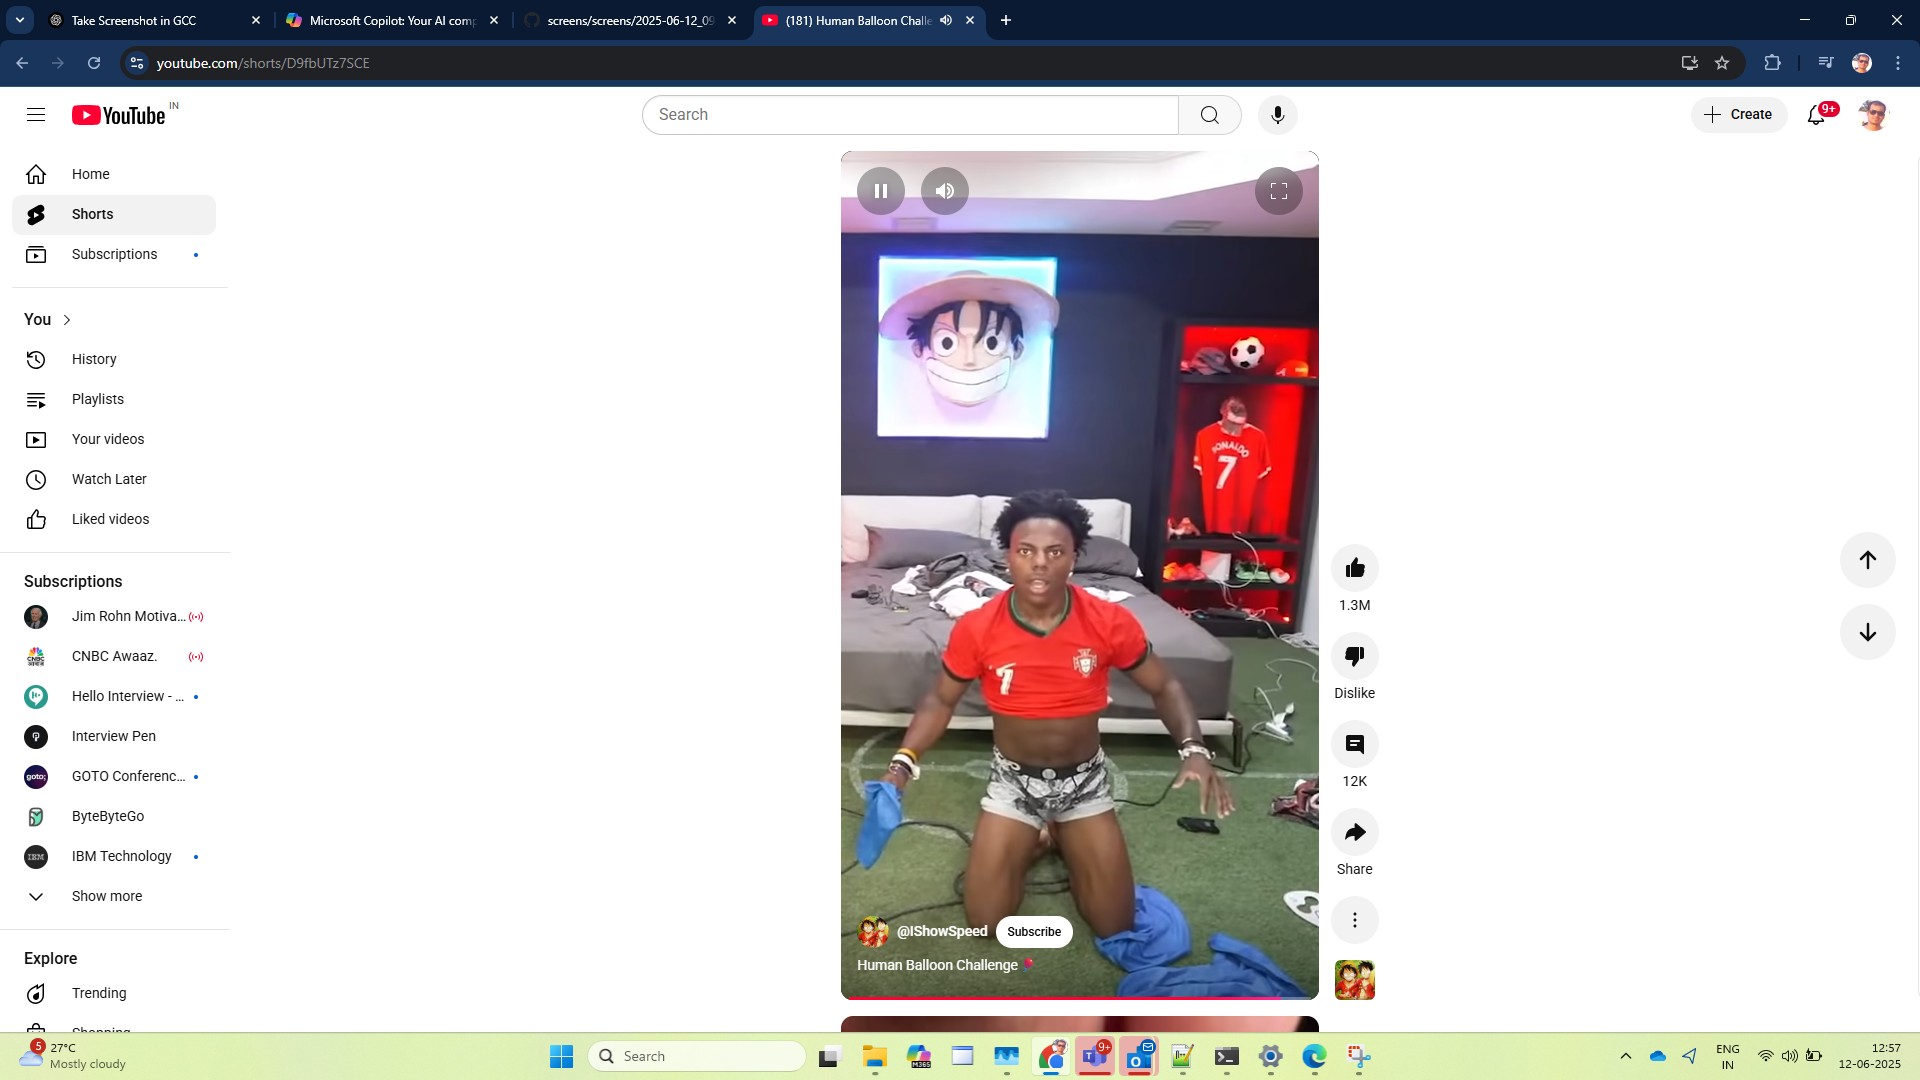 Take Screenshot in GCC
Microsoft Copilot: Your AI comp
screens/screens/2025-06-12_09
(181) Human Balloon Challe
youtube.com/shorts/D9fbUTz7SCE
YouTube IN
Search
Create
9+
Home
Shorts
Subscriptions
You
History
Playlists
Your videos
Watch Later
Liked videos
Subscriptions
Jim Rohn Motiva...
CNBC Awaaz.
Hello Interview - ...
Interview Pen
GOTO Conferenc...
ByteByteGo
IBM Technology
Show more
Explore
Trending
Shopping
RONALDO
7
7
1.3M
Dislike
12K
Share
@IShowSpeed
Subscribe
Human Balloon Challenge
5
27°C
Mostly cloudy
Search
M365
9+
ENG
IN
12:57
12-06-2025